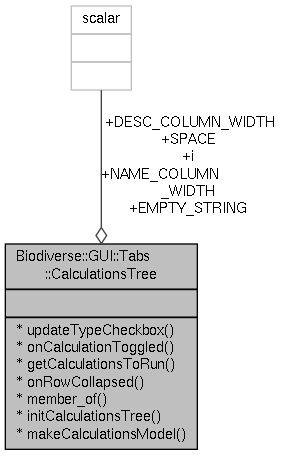 scalar
+DESC_COLUMN_WIDTH
+SPACE
+i
+NAME_COLUMN
_WIDTH
+EMPTY_STRING
Biodiverse::GUI::Tabs
::CalculationsTree
* updateTypeCheckbox()
* onCalculationToggled()
* getCalculationsToRun()
* onRowCollapsed()
* member_of()
* initCalculationsTree()
* makeCalculationsModel()